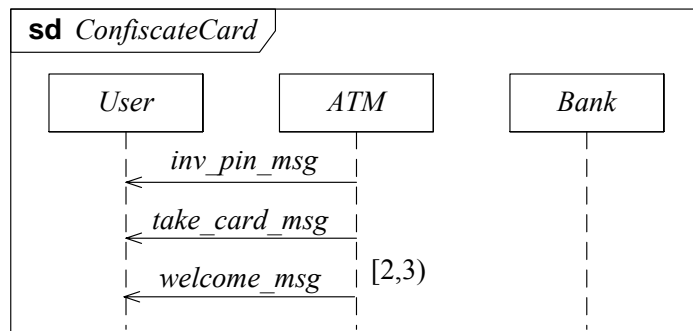 sd ConfiscateCard
User ATM Bank
inv_pin_msg
take_card_msg
[2,3)
welcome_msg